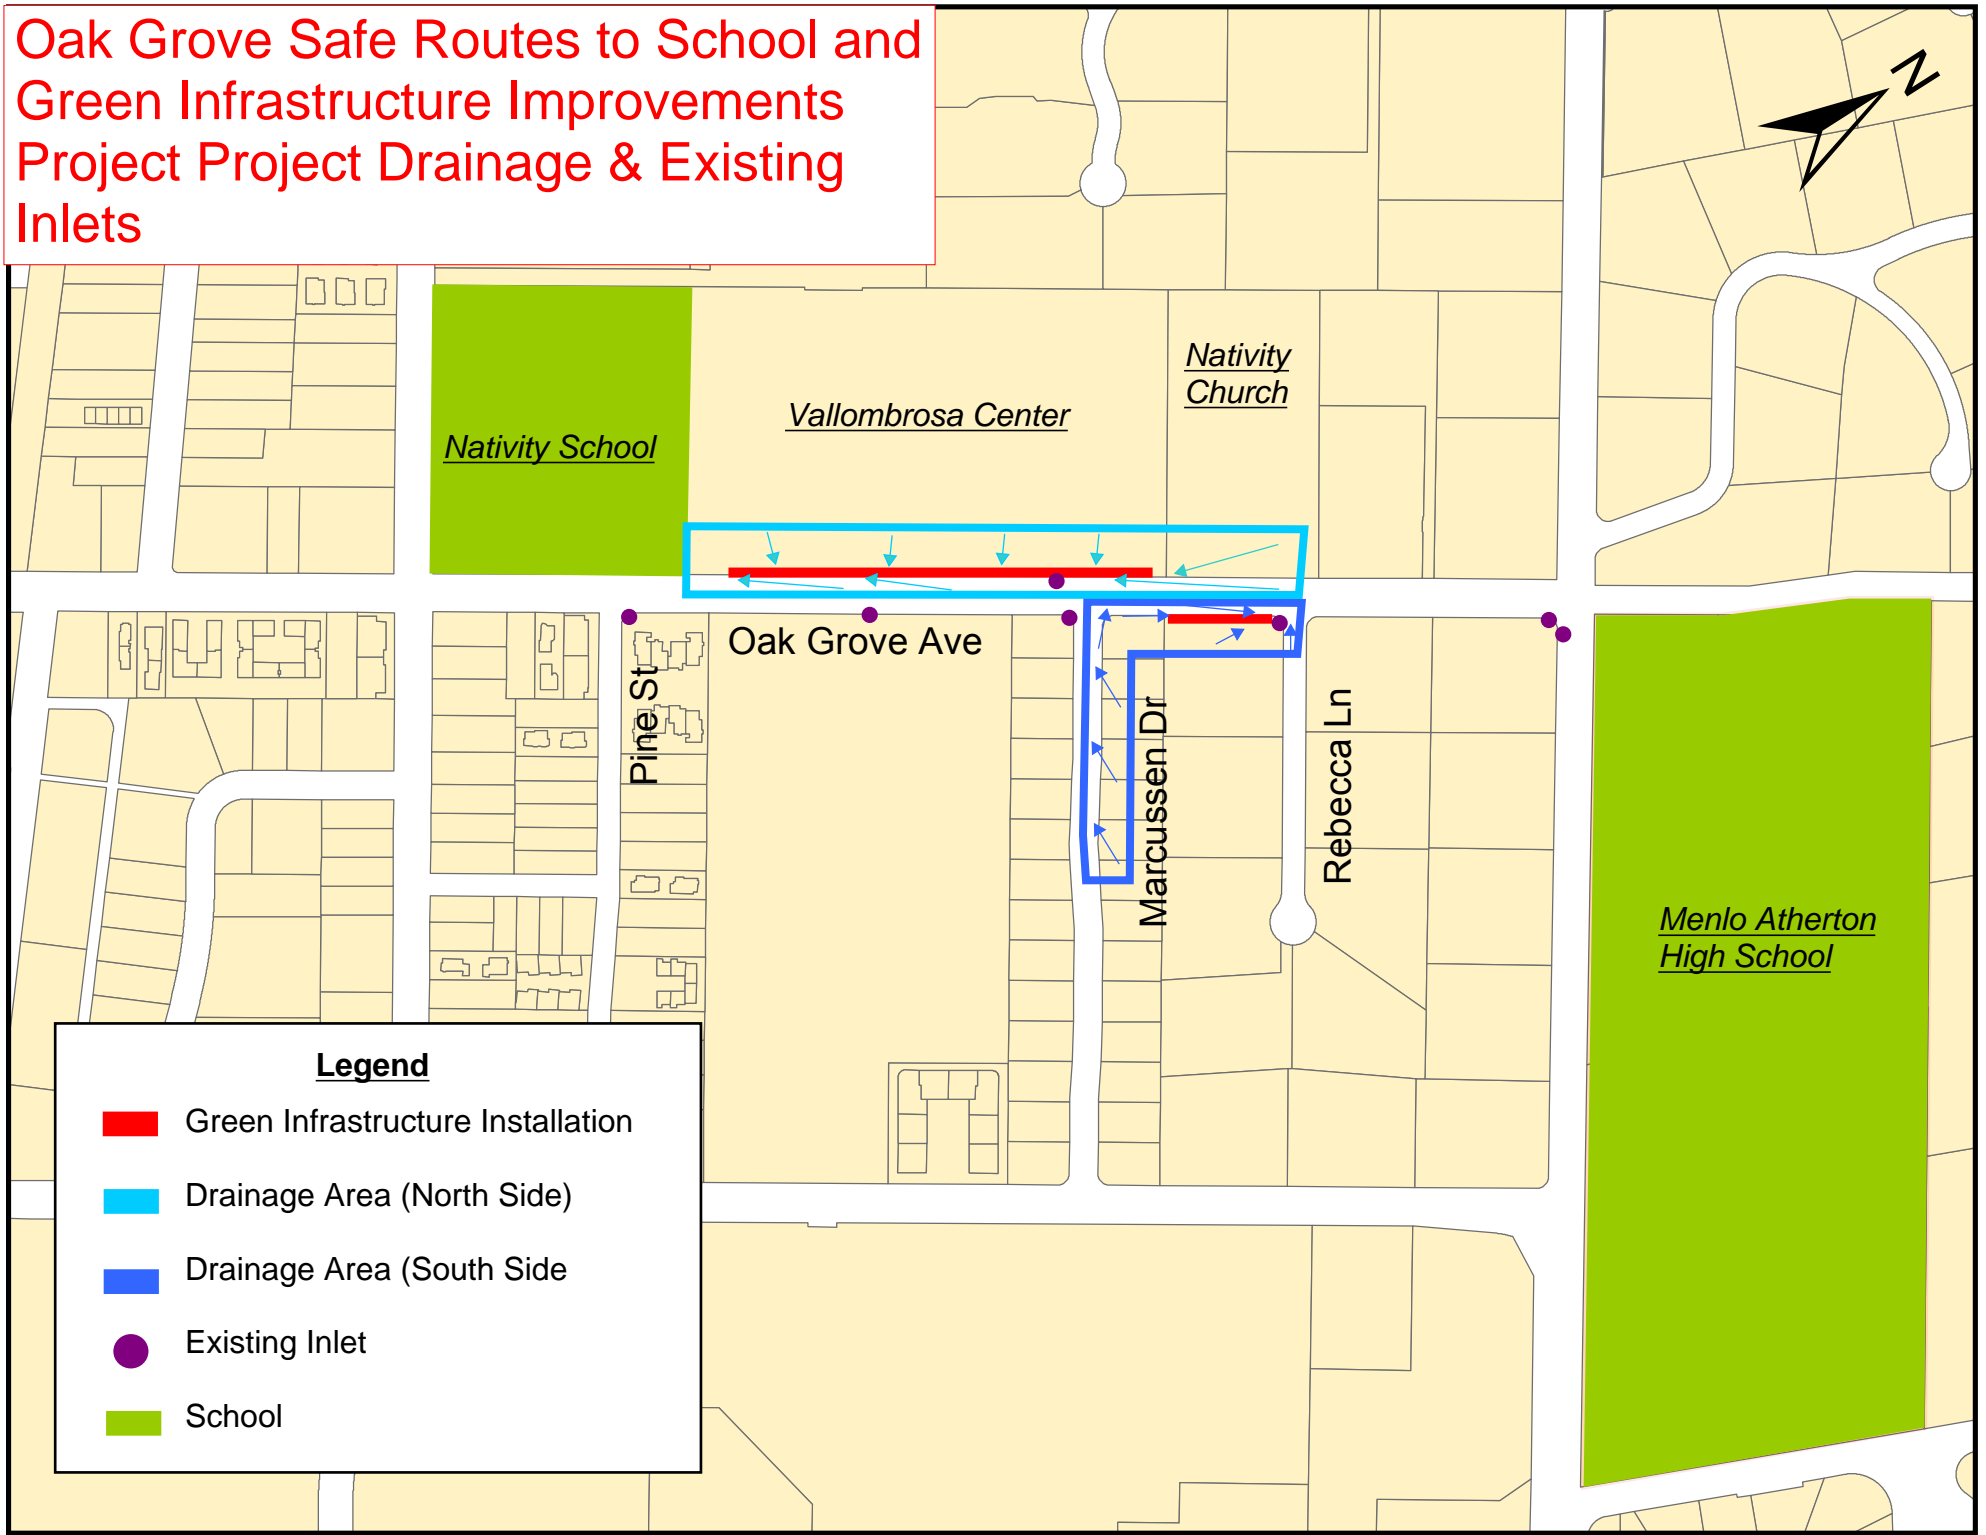 Oak Grove Safe Routes to School and
Green Infrastructure Improvements
Project Project Drainage & Existing
Inlets
N
Nativity
Church
Vallombrosa Center
Nativity School
Oak Grove Ave
Pine St
Marcussen Dr
Rebecca Ln
Menlo Atherton
High School
Legend
Green Infrastructure Installation
Drainage Area (North Side)
Drainage Area (South Side
Existing Inlet
School